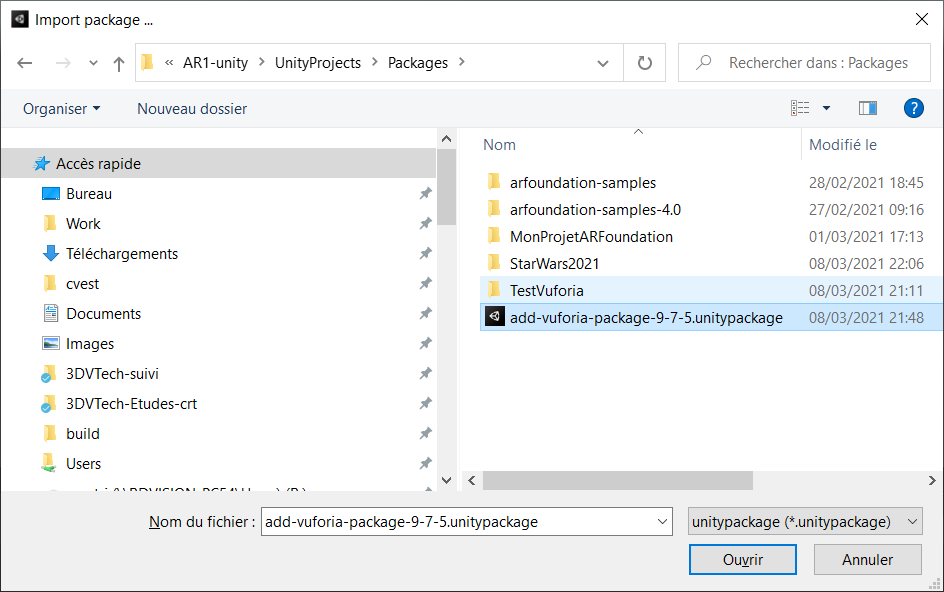 Import package ...
« AR1-unity > UnityProjects > Packages >
Rechercher dans : Packages
Organiser
Nouveau dossier
?
Accès rapide
Bureau
Work
Téléchargements
cvest
Documents
Images
3DVTech-suivi
3DVTech-Etudes-crt
build
Users
Nom Modifié le
arfoundation-samples 28/02/2021 18:45
arfoundation-samples-4.0 27/02/2021 09:16
MonProjetARFoundation 01/03/2021 17:13
StarWars2021 08/03/2021 22:06
TestVuforia 08/03/2021 21:11
add-vuforia-package-9-7-5.unitypackage 08/03/2021 21:48
Nom du fichier : add-vuforia-package-9-7-5.unitypackage
unitypackage (*.unitypackage)
Ouvrir
Annuler